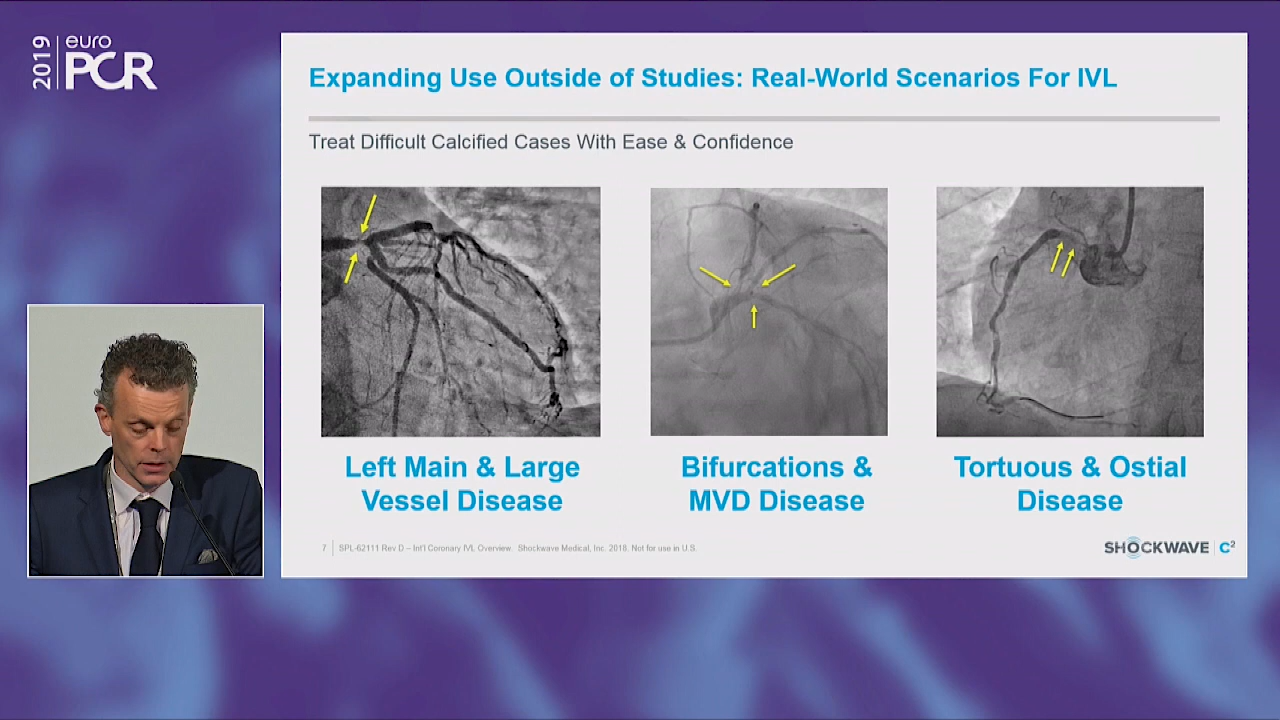 2019
euro
PCR
Expanding Use Outside of Studies: Real-World Scenarios For IVL
Treat Difficult Calcified Cases With Ease & Confidence
Left Main & Large
Vessel Disease
Bifurcations &
MVD Disease
Tortuous & Ostial
Disease
7 | SPL-62111 Rev D – Int'l Coronary IVL Overview. Shockwave Medical, Inc. 2018. Not for use in U.S.
SHOCKWAVE | C²